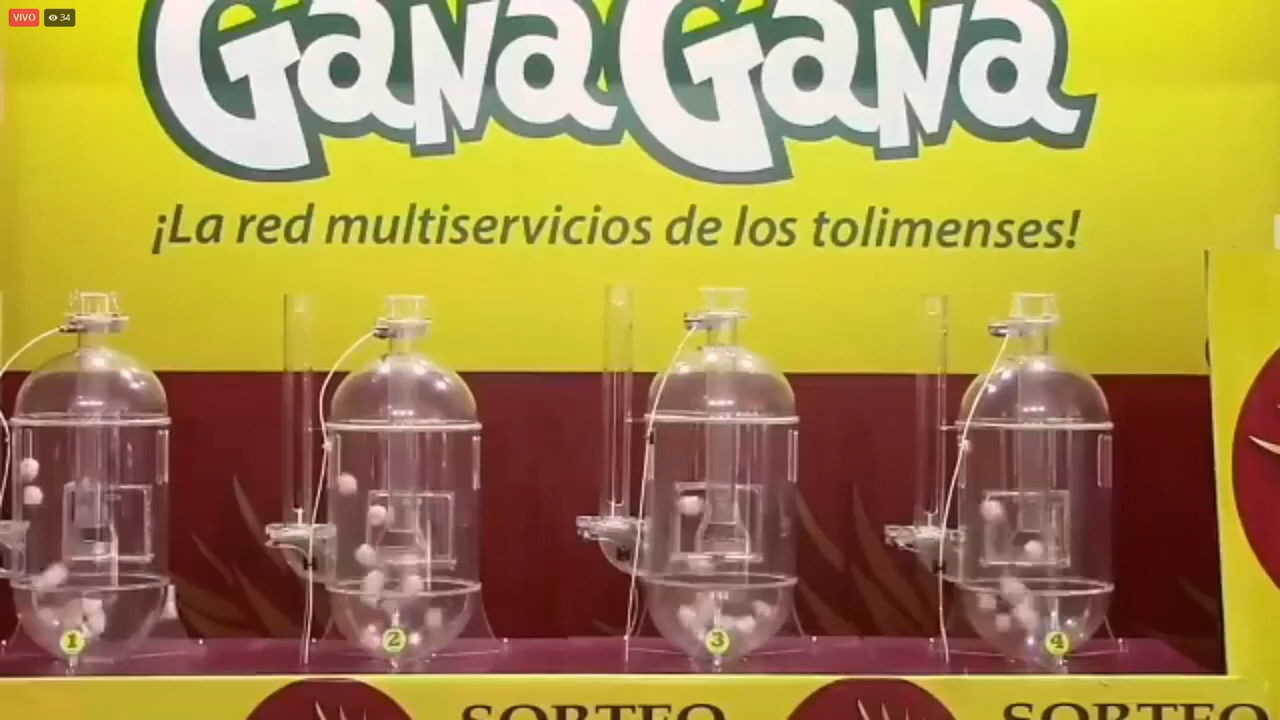 VIVO 34
GanaGana
¡La red multiservicios de los tolimenses!
1 2 3 4
SORTEO SORTEO